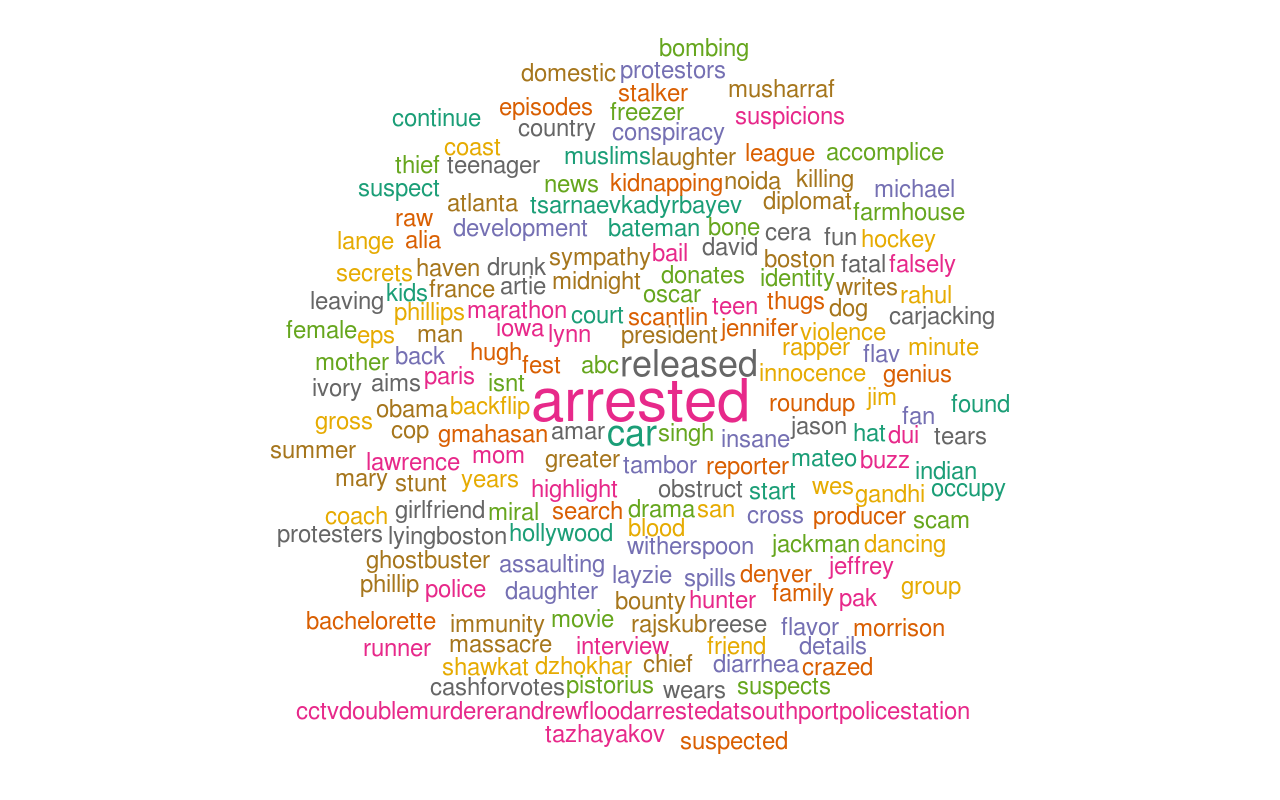 bombing
domestic protestors
stalker musharraf
continue episodes freezer suspicions
country conspiracy
coast muslims laughter league accomplice
thief teenager
suspect news kidnapping noida killing michael
atlanta tsarnaevkadyrbayev diplomat farmhouse
raw development bateman bone cera fun hockey
lange alia sympathy bail david boston fatal falsely
secrets haven drunk midnight donates identity writes rahul
leaving kids france artie oscar teen thugs dog carjacking
phillips marathon court scantlin jennifer violence
female eps man iowa lynn president rapper flav minute
mother back hugh fest abc released innocence genius
ivory aims paris isnt
gross obama backflip arrested roundup jim fan found
summer cop gmahasan amar car singh insane jason hat dui tears
lawrence mom greater tambor reporter mateo buzz indian
mary stunt years highlight obstruct start wes gandhi occupy
coach girlfriend miral search drama san cross producer scam
protesters lyingboston hollywood blood witherspoon jackman dancing
ghostbuster assaulting layzie spills denver jeffrey
phillip police daughter bounty hunter family pak group
bachelorette immunity movie rajskub reese flavor morrison
runner massacre interview friend details
shawkat dzhokhar chief diarrhea crazed
cashforvotes pistorius wears suspects
cctvdoublemurdererandrewfloodarrestedatsouthportpolicestation
tazhayakov suspected